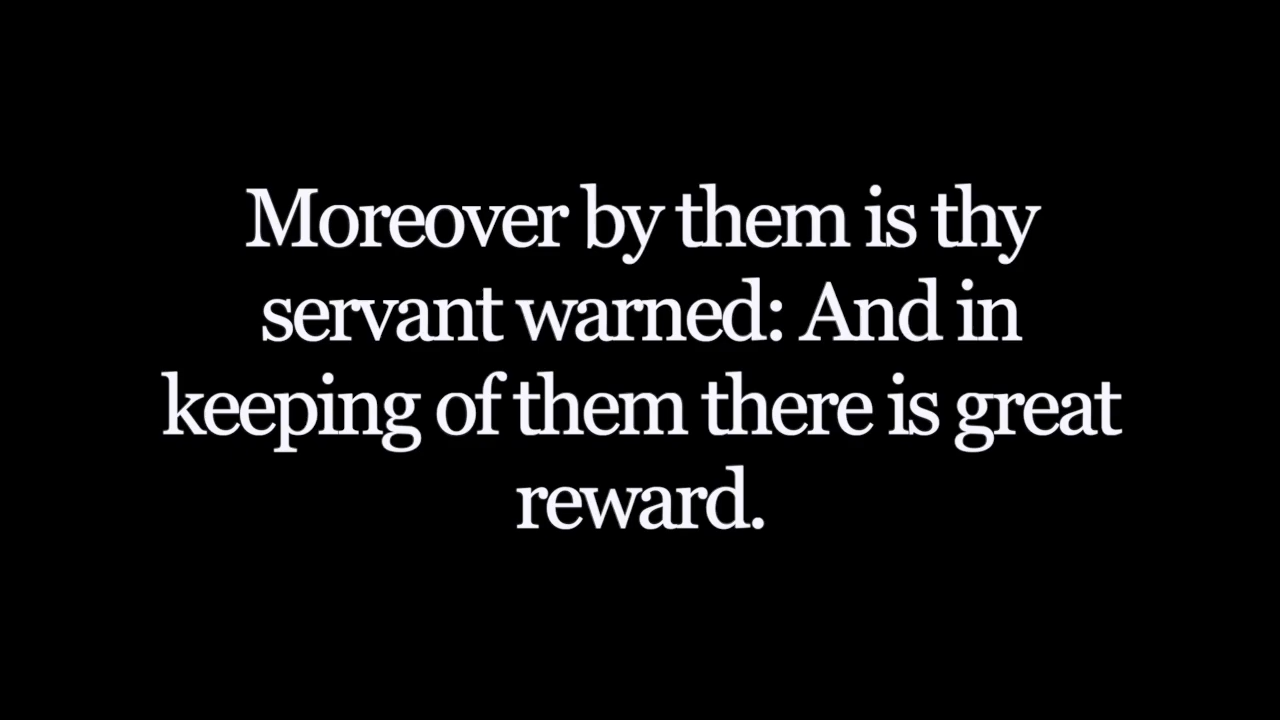 Moreover by them is thy
servant warned: And in
keeping of them there is great
reward.